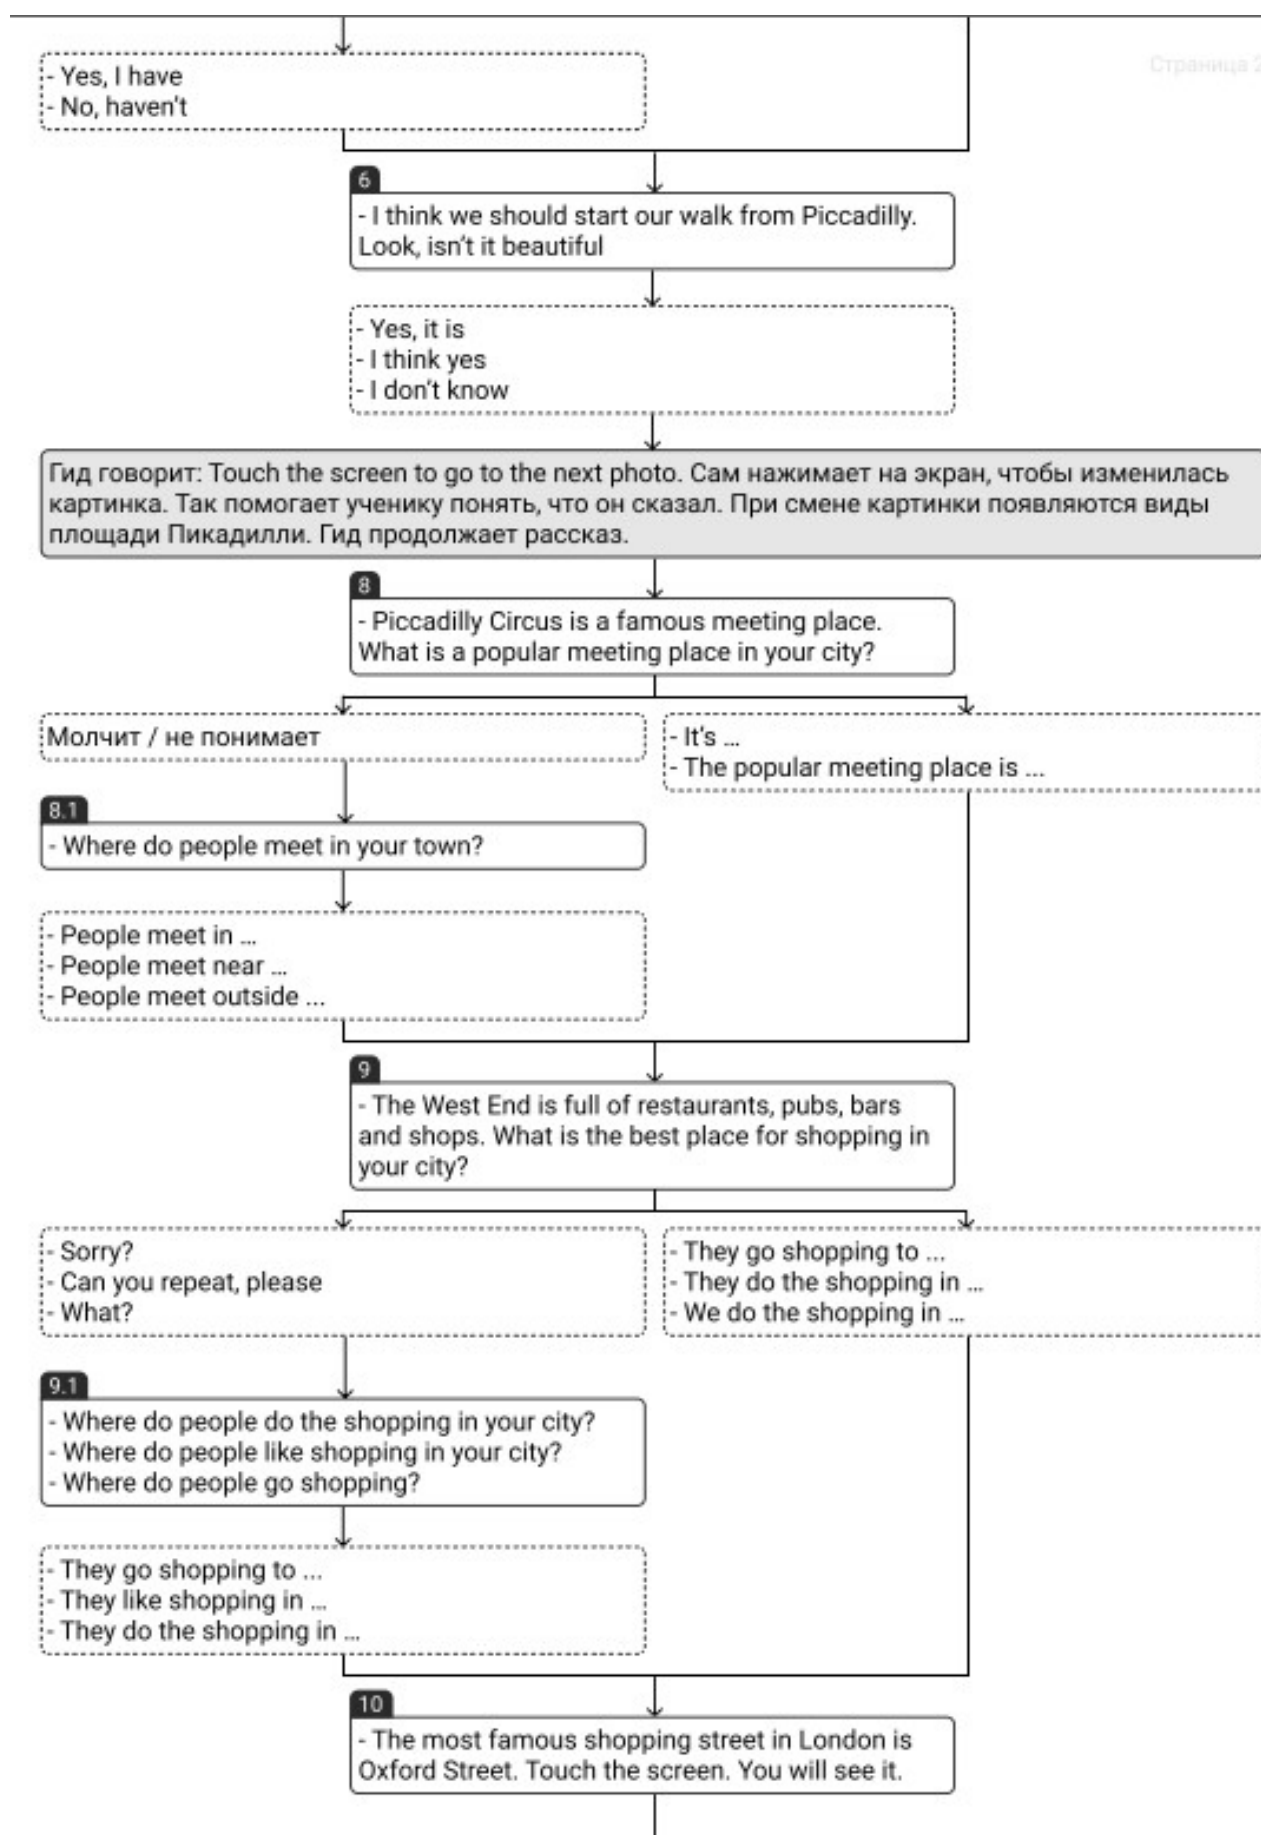 Страница 2
- Yes, I have
- No, haven't
6
- I think we should start our walk from Piccadilly.
Look, isn't it beautiful
- Yes, it is
- I think yes
- I don't know
Гид говорит: Touch the screen to go to the next photo. Сам нажимает на экран, чтобы изменилась
картинка. Так помогает ученику понять, что он сказал. При смене картинки появляются виды
площади Пикадилли. Гид продолжает рассказ.
8
- Piccadilly Circus is a famous meeting place.
What is a popular meeting place in your city?
Молчит / не понимает
- It's ...
- The popular meeting place is ...
8.1
- Where do people meet in your town?
- People meet in ...
- People meet near ...
- People meet outside ...
9
- The West End is full of restaurants, pubs, bars
and shops. What is the best place for shopping in
your city?
- Sorry?
- Can you repeat, please
- What?
- They go shopping to ...
- They do the shopping in ...
- We do the shopping in ...
9.1
- Where do people do the shopping in your city?
- Where do people like shopping in your city?
- Where do people go shopping?
- They go shopping to ...
- They like shopping in ...
- They do the shopping in ...
10
- The most famous shopping street in London is
Oxford Street. Touch the screen. You will see it.